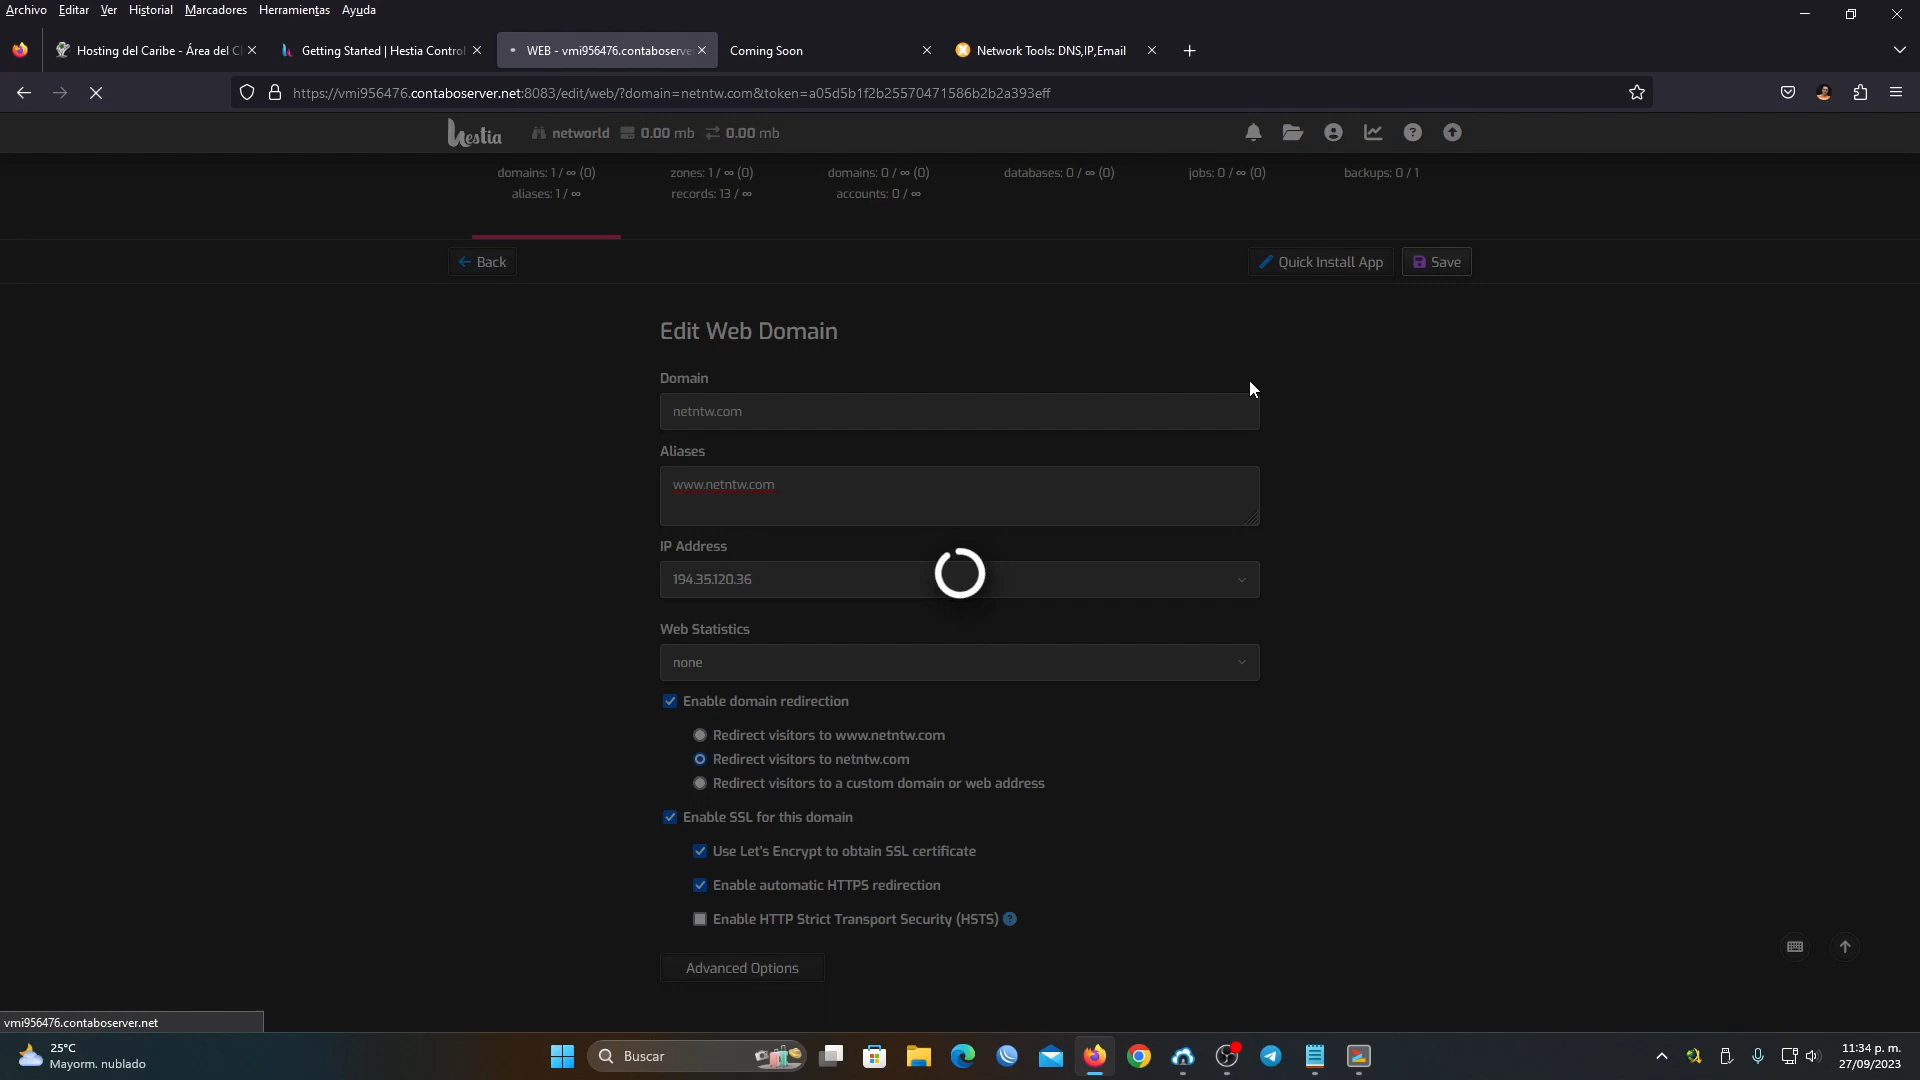 Archivo Editar Ver Historial Marcadores Herramientas Ayuda
Hosting del Caribe - Área del Cl
Getting Started | Hestia Control
WEB - vmi956476.contaboserve
Coming Soon
Network Tools: DNS,IP,Email
https://vmi956476.contaboserver.net:8083/edit/web/?domain=netntw.com&token=a05d5b1f2b25570471586b2b2a393eff
hestia networld 0.00 mb 0.00 mb
domains: 1 / ∞ (0) zones: 1 / ∞ (0) domains: 0 / ∞ (0) databases: 0 / ∞ (0) jobs: 0 / ∞ (0) backups: 0 / 1
aliases: 1 / ∞ records: 13 / ∞ accounts: 0 / ∞
Back Quick Install App Save
Edit Web Domain
Domain
netntw.com
Aliases
www.netntw.com
IP Address
194.35.120.36
Web Statistics
none
Enable domain redirection
Redirect visitors to www.netntw.com
Redirect visitors to netntw.com
Redirect visitors to a custom domain or web address
Enable SSL for this domain
Use Let's Encrypt to obtain SSL certificate
Enable automatic HTTPS redirection
Enable HTTP Strict Transport Security (HSTS) ?
Advanced Options
vmi956476.contaboserver.net
25°C
Mayorm. nublado
Buscar
11:34 p. m.
27/09/2023